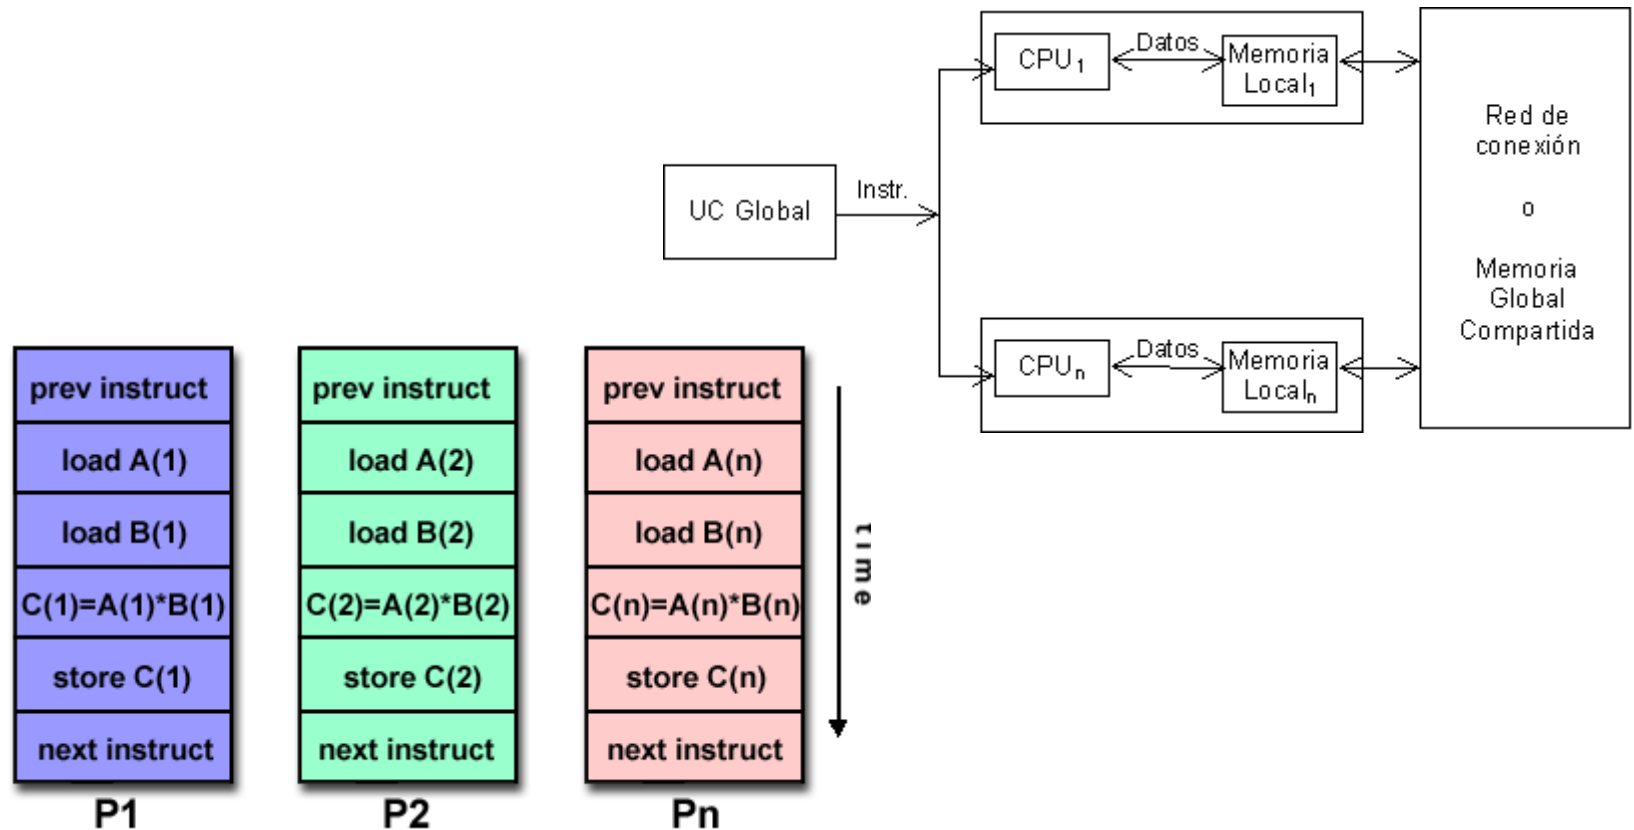 CPU1
Datos
Memoria
Local1
Red de
conexión
o
Memoria
Global
Compartida
UC Global
Instr.
CPUn
Datos
Memoria
Localn
prev instruct
load A(1)
load B(1)
C(1)=A(1)*B(1)
store C(1)
next instruct
P1
prev instruct
load A(2)
load B(2)
C(2)=A(2)*B(2)
store C(2)
next instruct
P2
prev instruct
load A(n)
load B(n)
C(n)=A(n)*B(n)
store C(n)
next instruct
Pn
time